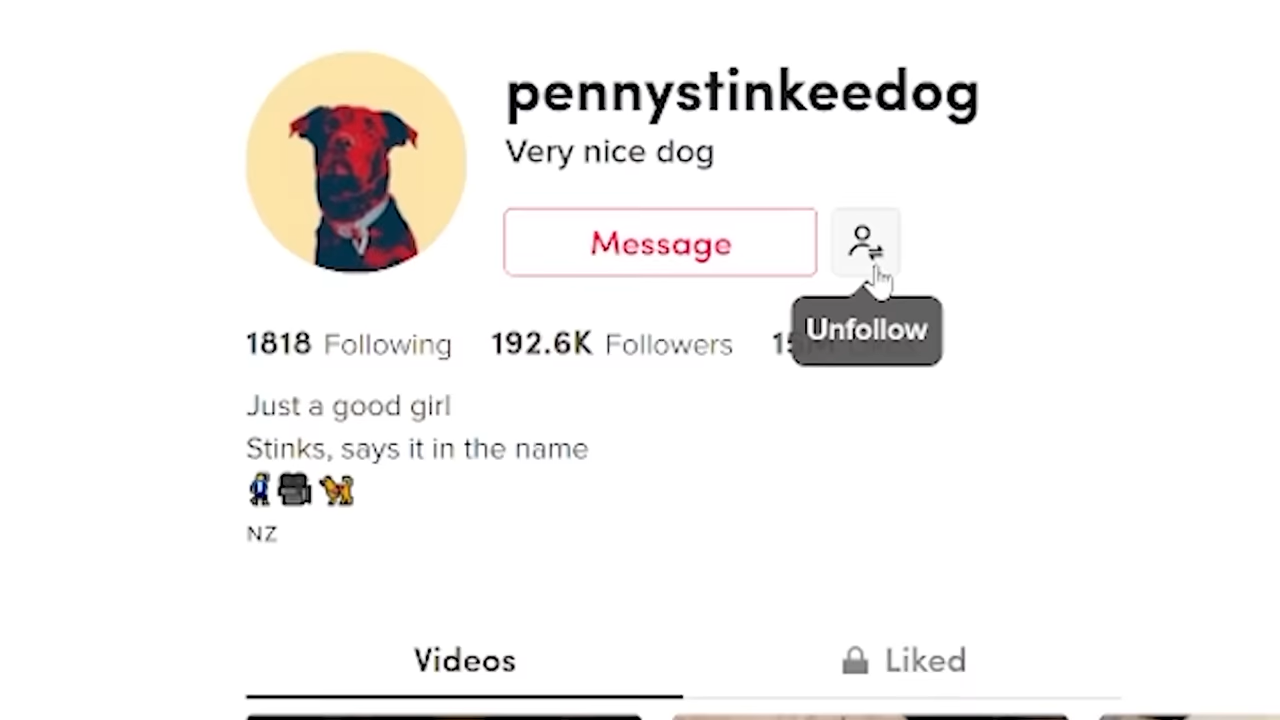 pennystinkeedog
Very nice dog
Message
Unfollow
1818 Following 192.6K Followers
Just a good girl
Stinks, says it in the name
NZ
Videos Liked